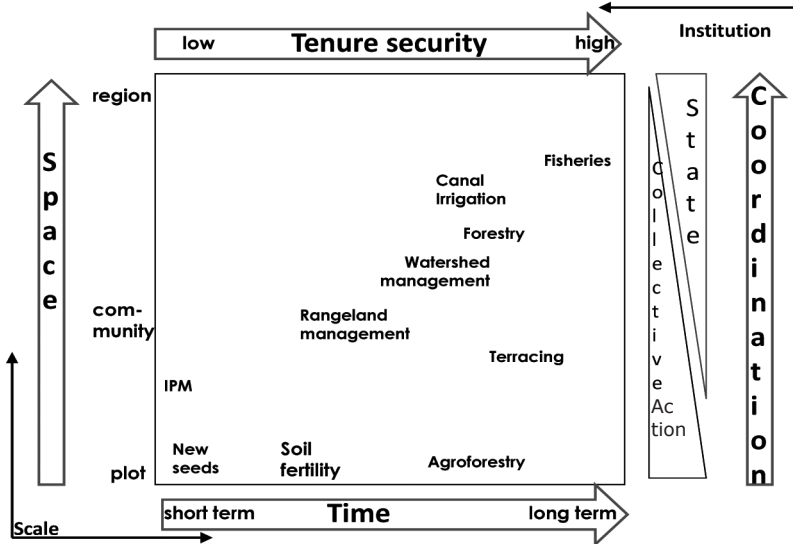 Institution
low Tenure security high
region
Space
State
Coordination
Collective
Action
Fisheries
Canal
Irrigation
Forestry
Watershed
management
com-
munity
Rangeland
management
Terracing
IPM
New
seeds
Soil
fertility
Agroforestry
plot
short term Time long term
Scale